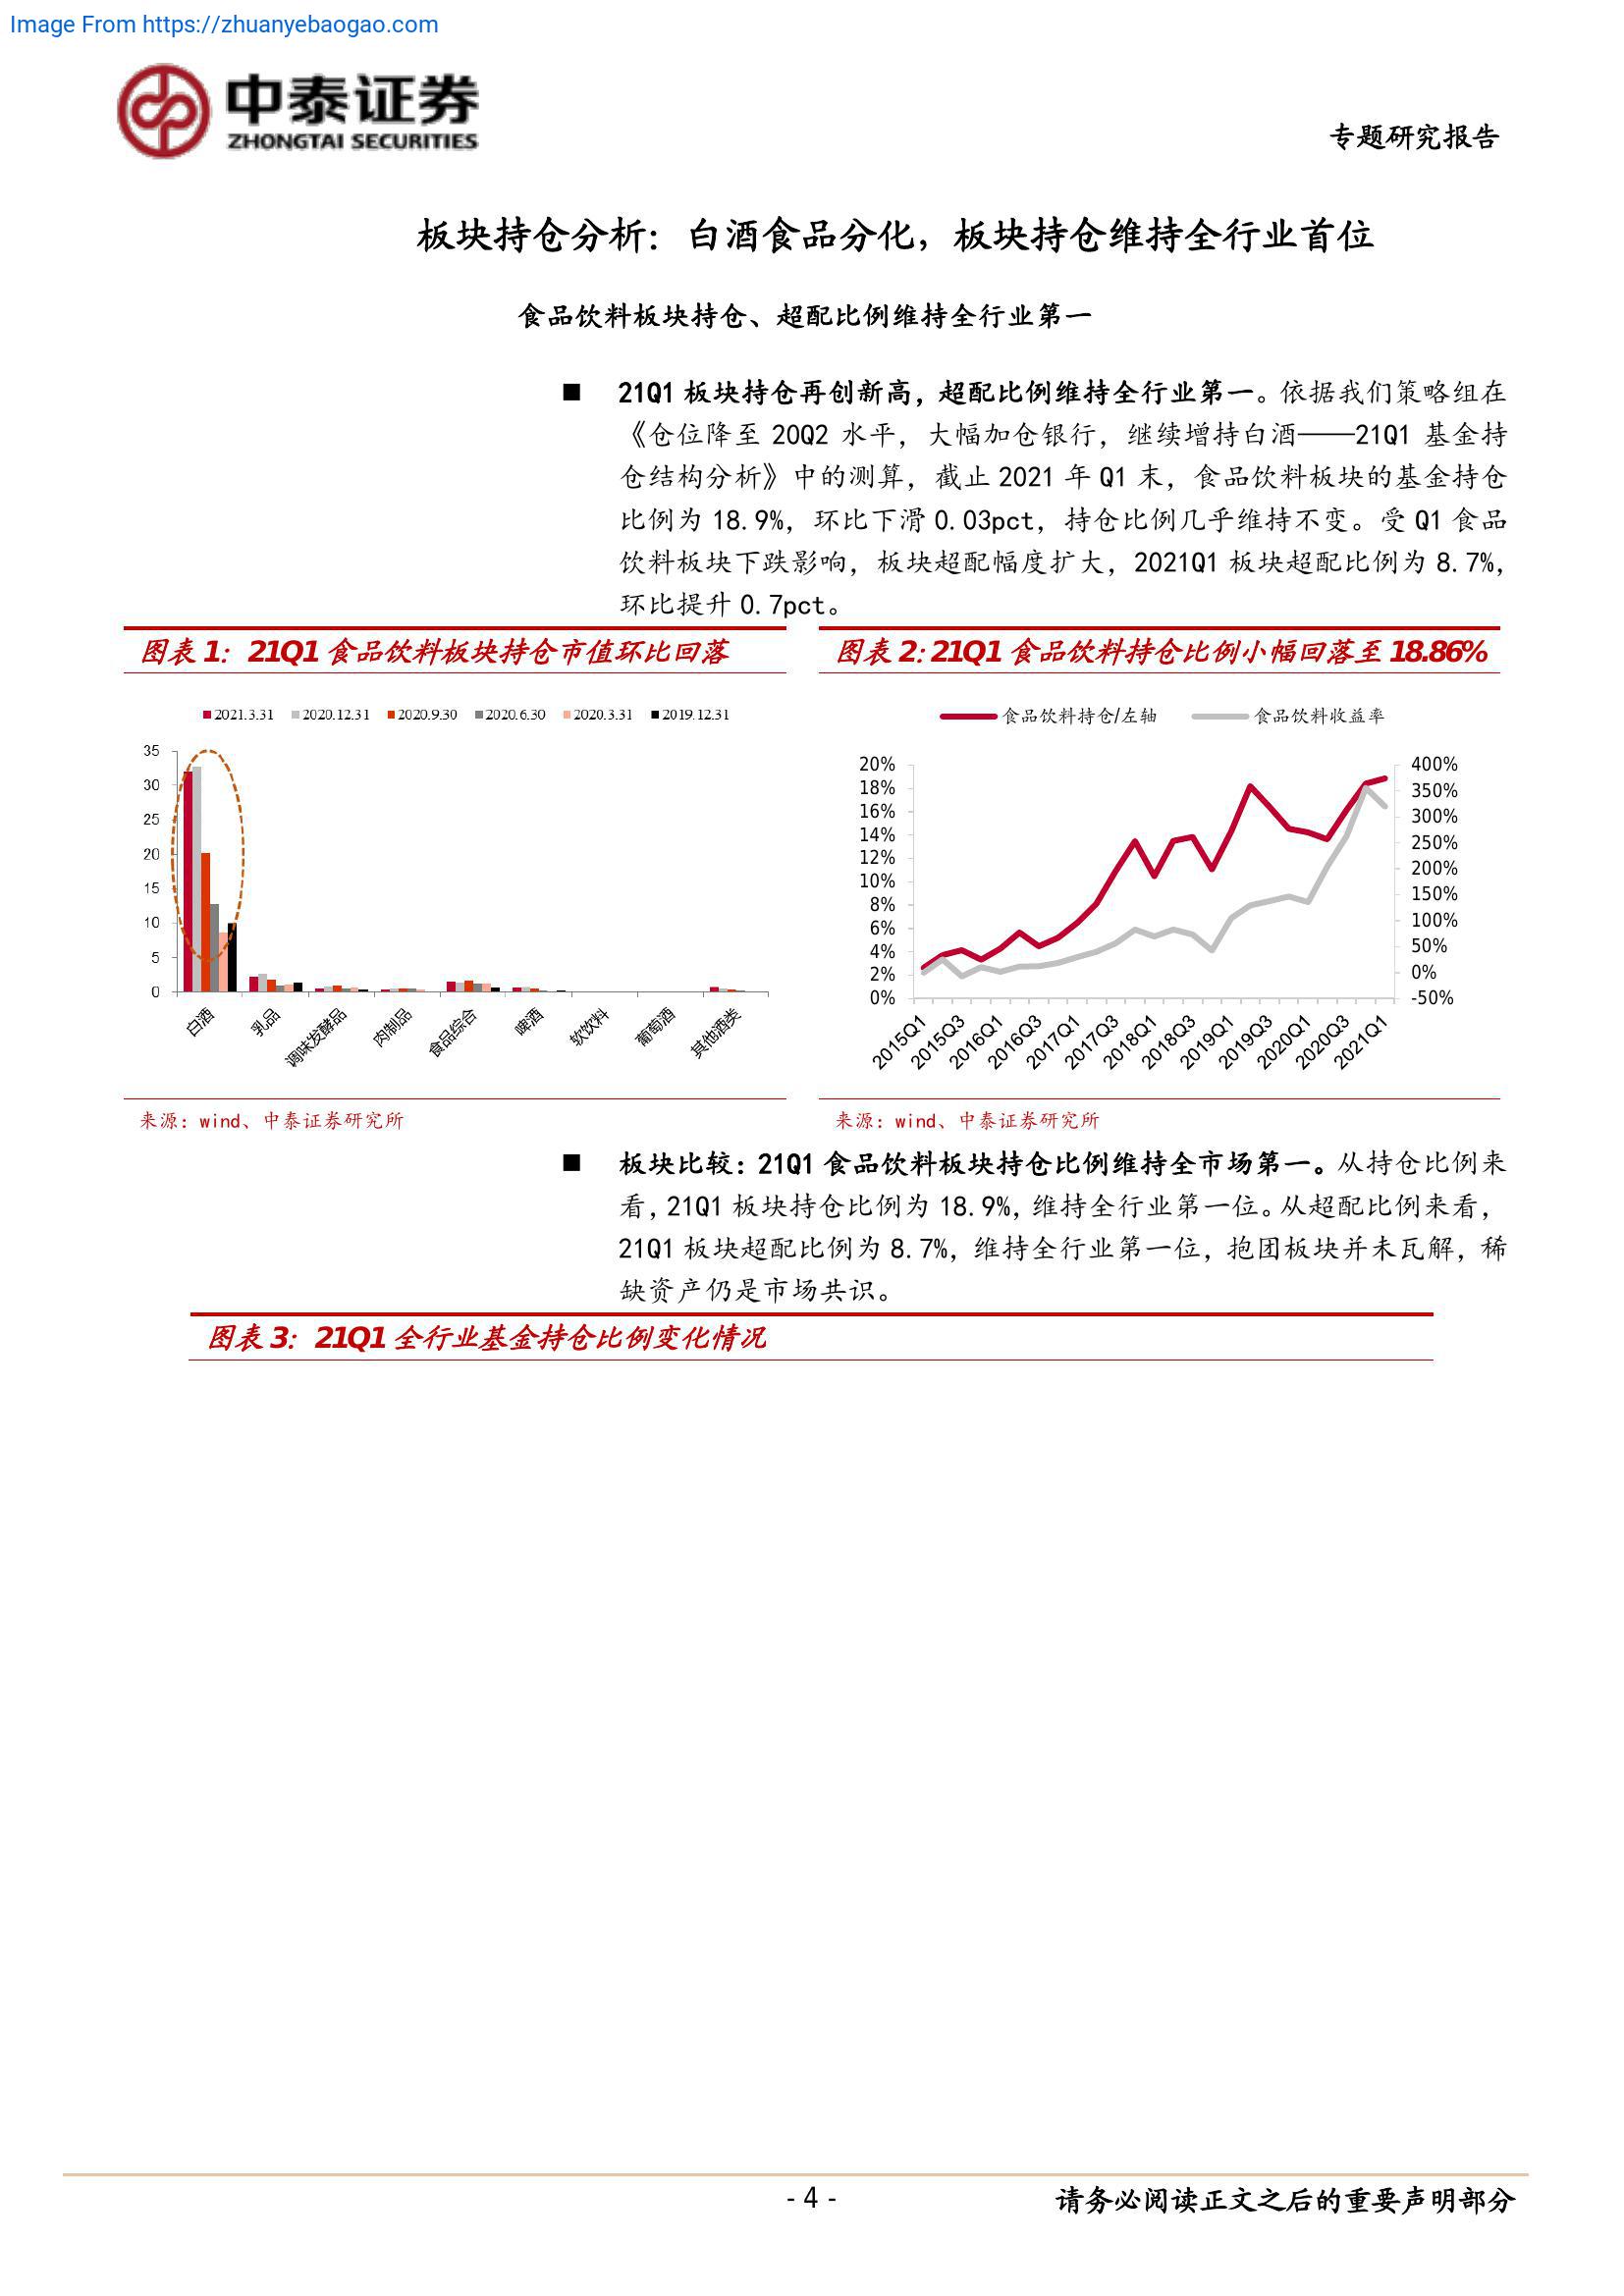 Image From https://zhuanyebaogao.com
中泰证券
ZHONGTAI SECURITIES
专题研究报告
板块持仓分析：白酒食品分化，板块持仓维持全行业首位
食品饮料板块持仓、超配比例维持全行业第一
■ 21Q1 板块持仓再创新高，超配比例维持全行业第一。依据我们策略组在
《仓位降至 20Q2 水平，大幅加仓银行，继续增持白酒——21Q1 基金持
仓结构分析》中的测算，截止 2021 年 Q1 末，食品饮料板块的基金持仓
比例为 18.9%，环比下滑 0.03pct，持仓比例几乎维持不变。受 Q1 食品
饮料板块下跌影响，板块超配幅度扩大，2021Q1 板块超配比例为 8.7%，
环比提升 0.7pct。
图表 1：21Q1 食品饮料板块持仓市值环比回落
2021.3.31 2020.12.31 2020.9.30 2020.6.30 2020.3.31 2019.12.31
35
30
25
20
15
10
5
0
白酒 乳品 调味发酵品 肉制品 食品综合 啤酒 软饮料 葡萄酒 其他酒类
来源：wind、中泰证券研究所
图表 2：21Q1 食品饮料持仓比例小幅回落至 18.86%
食品饮料持仓/左轴 食品饮料收益率
20% 400%
18% 350%
16% 300%
14% 250%
12% 200%
10% 150%
8% 100%
6% 50%
4% 0%
2% -50%
0%
2015Q1 2015Q3 2016Q1 2016Q3 2017Q1 2017Q3 2018Q1 2018Q3 2019Q1 2019Q3 2020Q1 2020Q3 2021Q1
来源：wind、中泰证券研究所
■ 板块比较：21Q1 食品饮料板块持仓比例维持全市场第一。从持仓比例来
看，21Q1 板块持仓比例为 18.9%，维持全行业第一位。从超配比例来看，
21Q1 板块超配比例为 8.7%，维持全行业第一位，抱团板块并未瓦解，稀
缺资产仍是市场共识。
图表 3：21Q1 全行业基金持仓比例变化情况
- 4 -
请务必阅读正文之后的重要声明部分